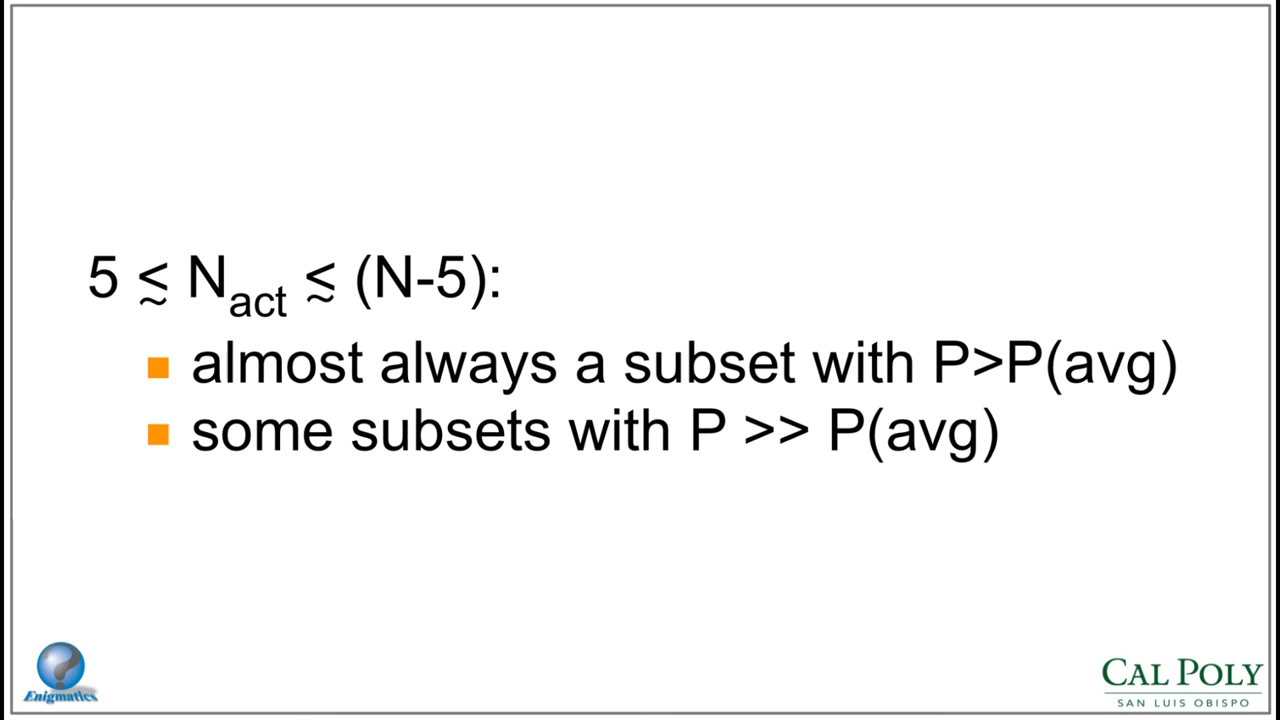 5 ≲ Nact ≲ (N-5):
almost always a subset with P>P(avg)
some subsets with P >> P(avg)
Enigmatics
CAL POLY
SAN LUIS OBISPO